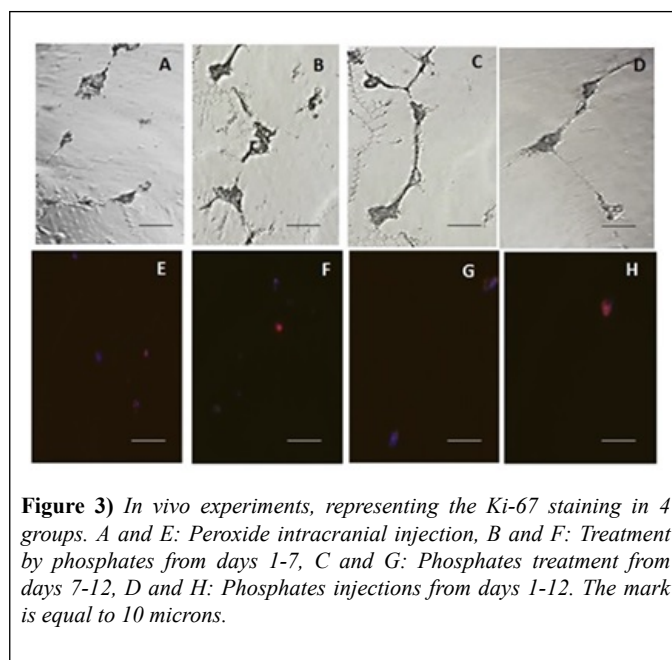 A B C D
E F G H
Figure 3) In vivo experiments, representing the Ki-67 staining in 4
groups. A and E: Peroxide intracranial injection, B and F: Treatment
by phosphates from days 1-7, C and G: Phosphates treatment from
days 7-12, D and H: Phosphates injections from days 1-12. The mark
is equal to 10 microns.